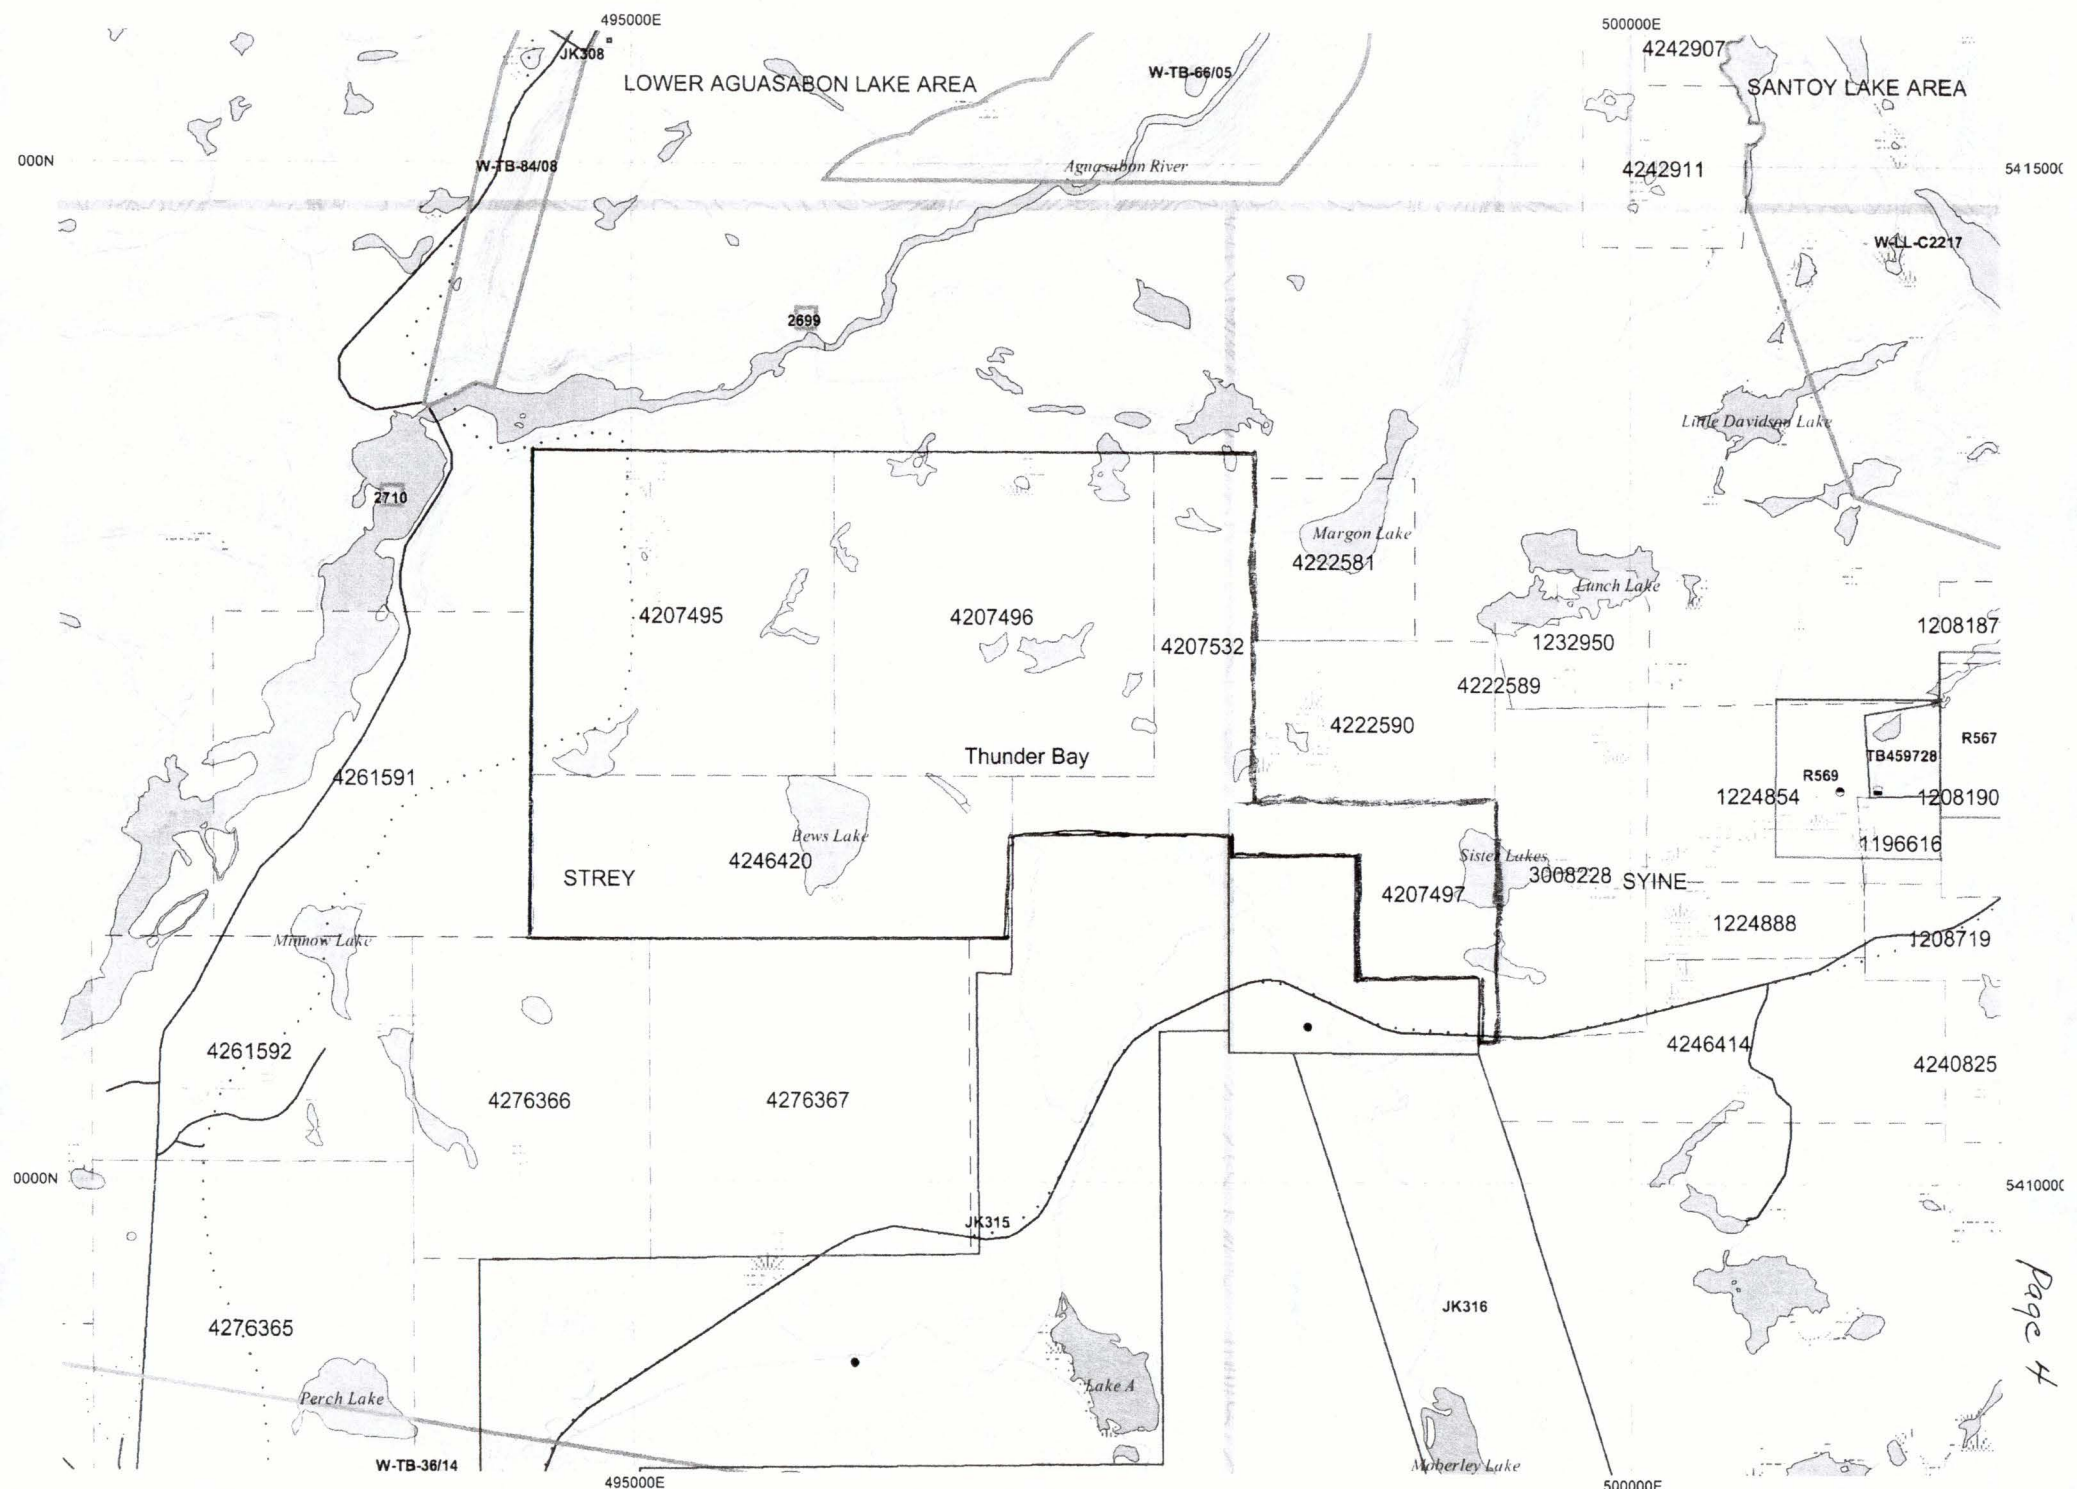 495000E
500000E
4242907
JK308
W-TB-66/05
LOWER AGUASABON LAKE AREA
SANTOY LAKE AREA
000N
W-TB-84/08
Aguasabon River
4242911
5415000
W-LL-C2217
2699
Little Davidson Lake
2710
Margon Lake
4222581
Lunch Lake
4207495
4207496
4207532
1232950
1208187
4222589
4222590
R567
Thunder Bay
TB459728
4261591
R569
1224854
1208190
Bews Lake
4246420
1196616
Sister Lakes
STREY
3008228
SYINE
4207497
1224888
Minnow Lake
1208719
4261592
4246414
4240825
4276366
4276367
0000N
5410000
JK315
JK316
4276365
Page 4
Perch Lake
Lake A
W-TB-36/14
Moberley Lake
495000E
500000E